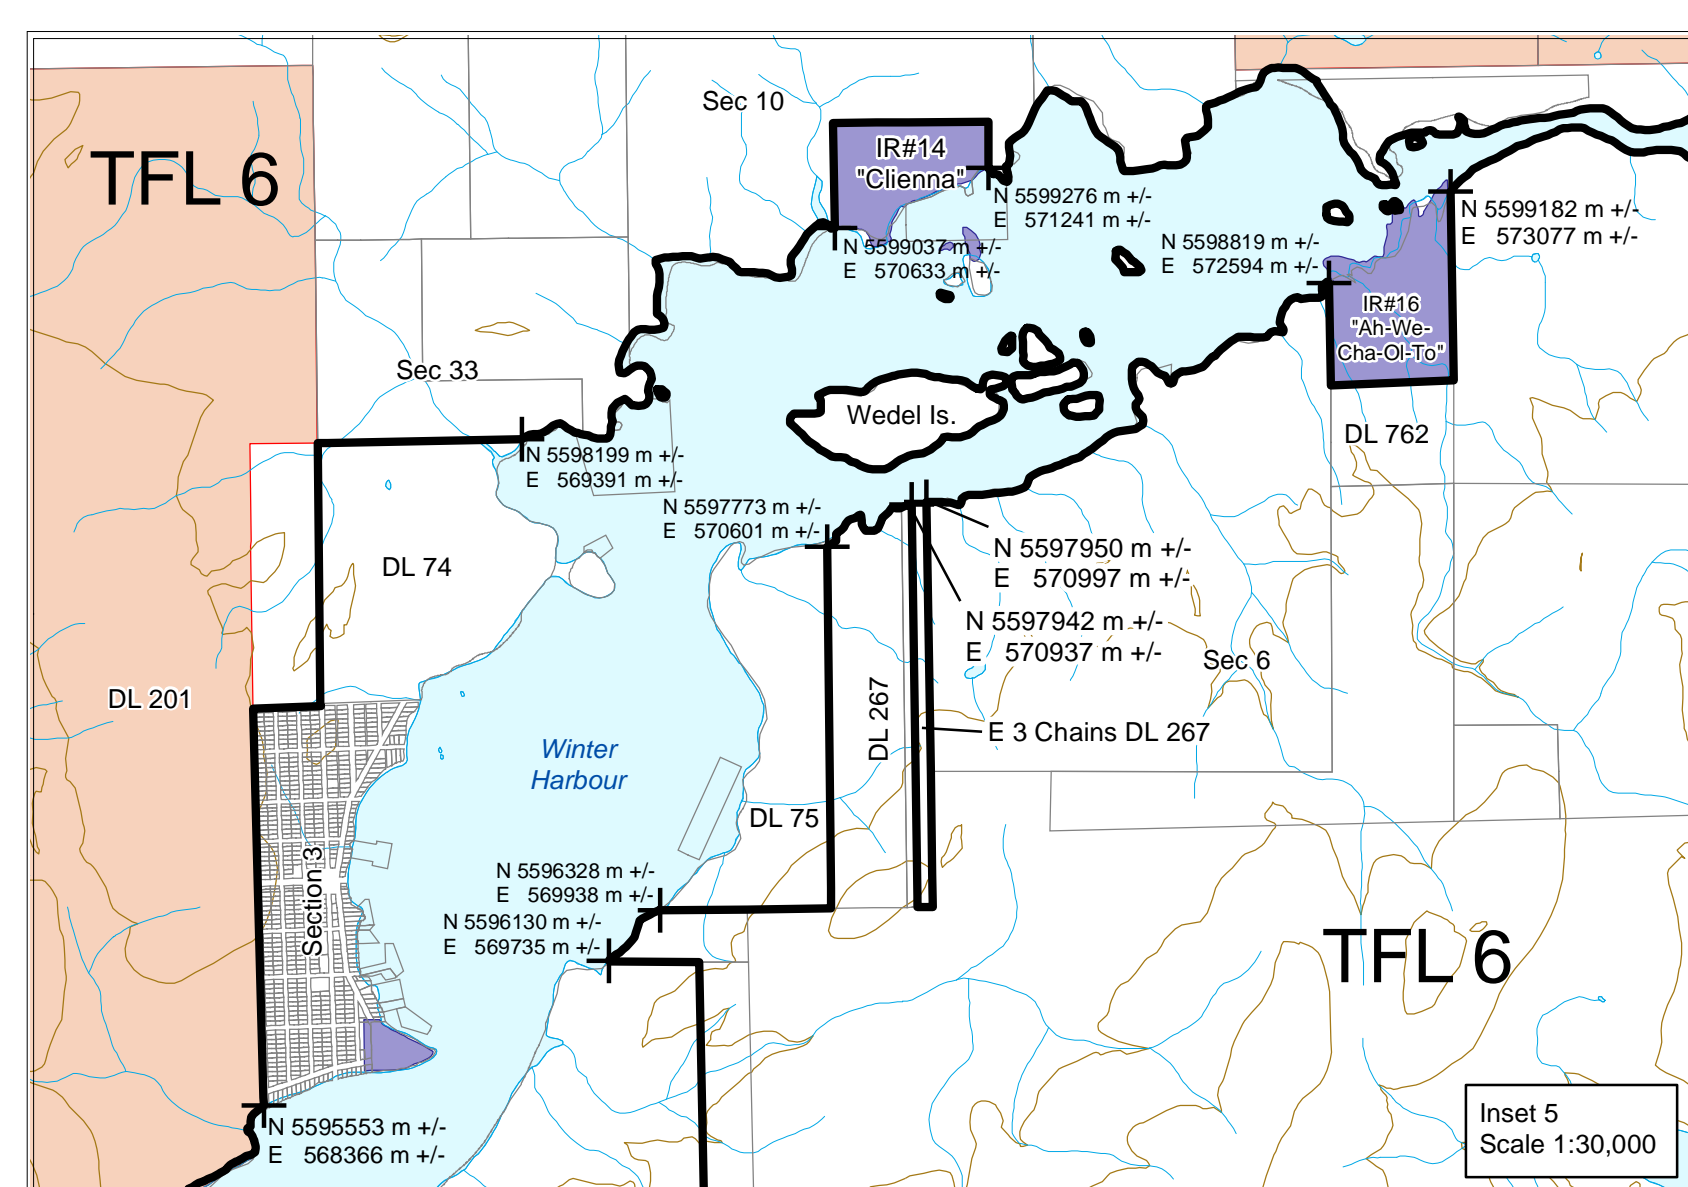 TFL 6
Sec 10
IR#14
"Clienna"
N 5599276 m +/-
E 571241 m +/-
N 5599037 m +/-
E 570633 m +/-
N 5598819 m +/-
E 572594 m +/-
N 5599182 m +/-
E 573077 m +/-
IR#16
"Ah-We-
Cha-Ol-To"
Sec 33
Wedel Is.
DL 762
N 5598199 m +/-
E 569391 m +/-
N 5597773 m +/-
E 570601 m +/-
N 5597950 m +/-
E 570997 m +/-
N 5597942 m +/-
E 570937 m +/-
DL 74
Sec 6
DL 201
DL 267
E 3 Chains DL 267
Winter
Harbour
DL 75
Section 3
N 5596328 m +/-
E 569938 m +/-
N 5596130 m +/-
E 569735 m +/-
TFL 6
N 5595553 m +/-
E 568366 m +/-
Inset 5
Scale 1:30,000